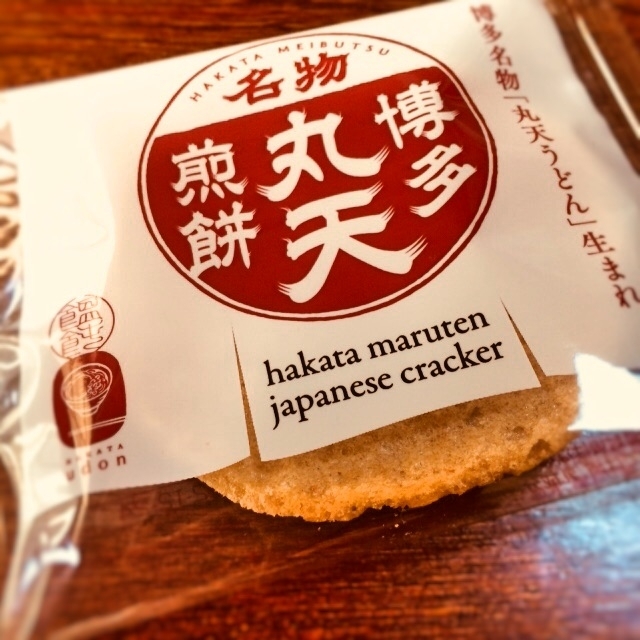 HAKATA MEIBUTSU
名物
博多
丸天
煎餅
hakata maruten
japanese cracker
博多名物「丸天うどん」生まれ
HAKATA
udon